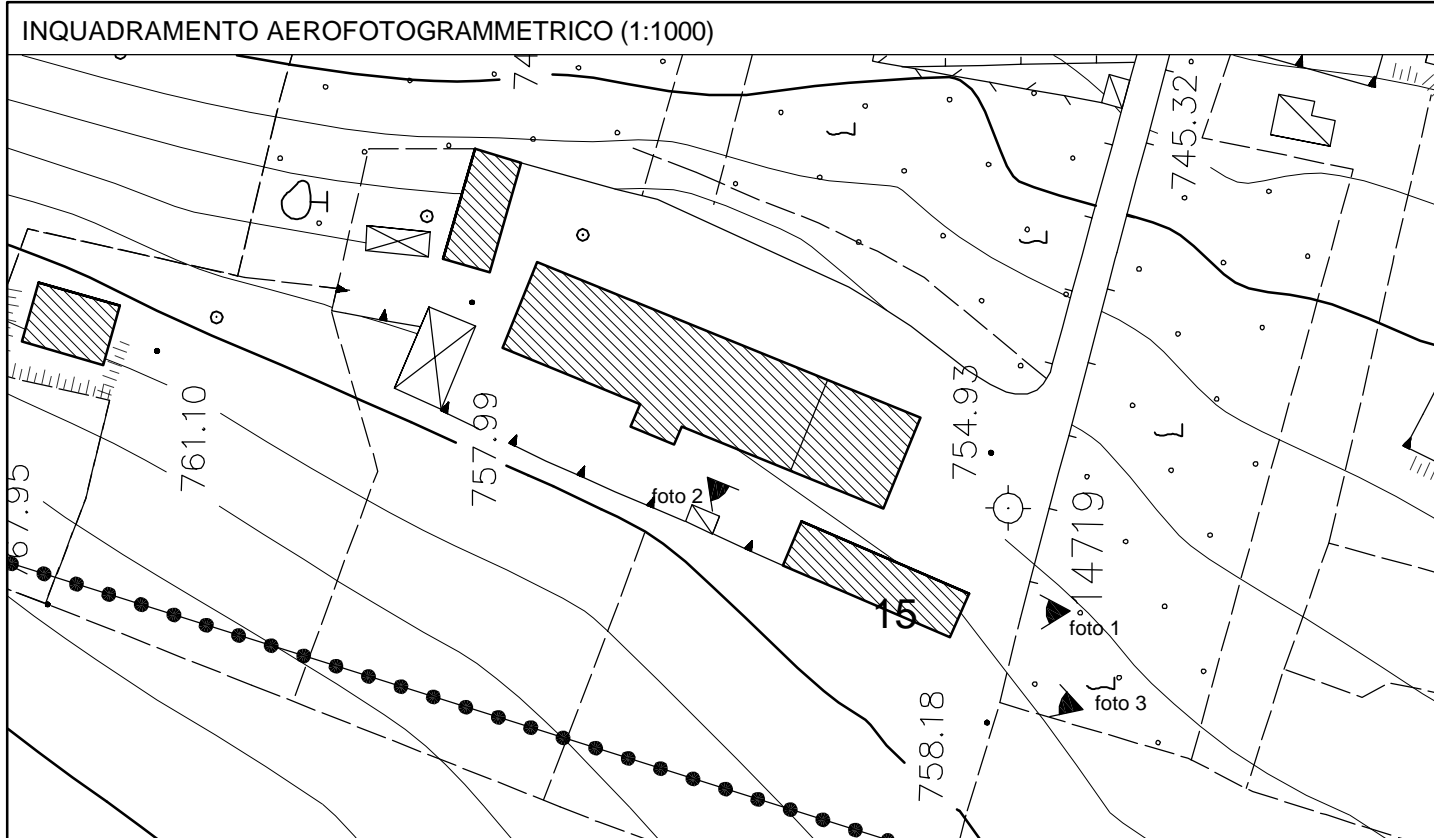 INQUADRAMENTO AEROFOTOGRAMMETRICO (1:1000)
745.32
761.10
757.99
754.93
foto 2
14719
15
foto 1
foto 3
758.18